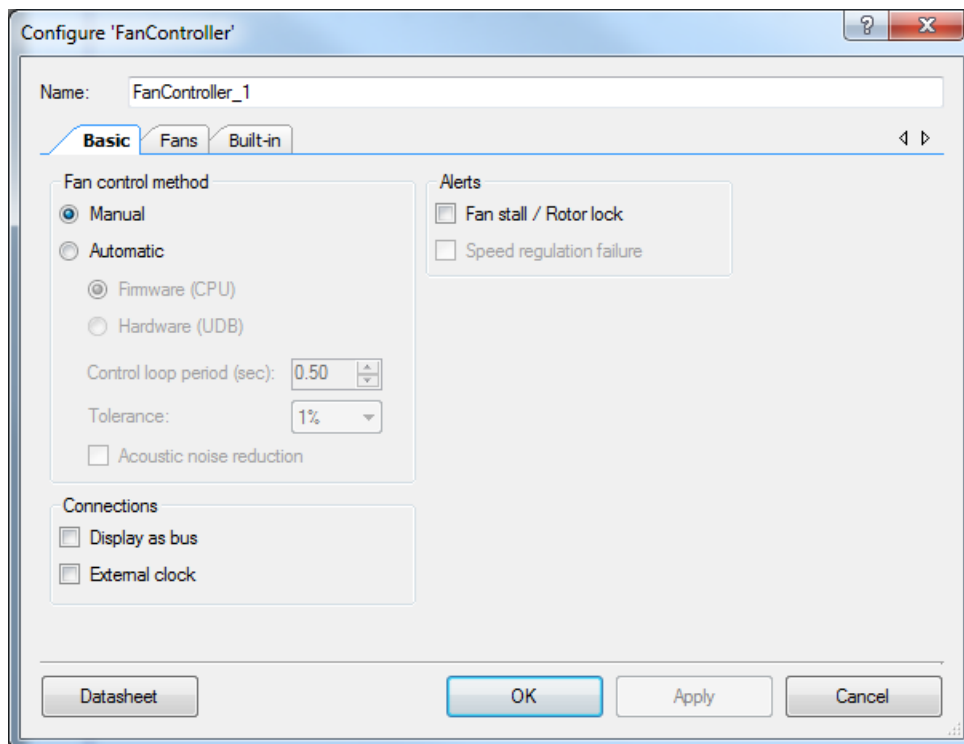 Configure 'FanController'
?
X
Name: FanController_1
Basic Fans Built-in
Fan control method
Manual
Automatic
Firmware (CPU)
Hardware (UDB)
Control loop period (sec): 0.50
Tolerance: 1%
Acoustic noise reduction
Alerts
Fan stall / Rotor lock
Speed regulation failure
Connections
Display as bus
External clock
Datasheet OK Apply Cancel